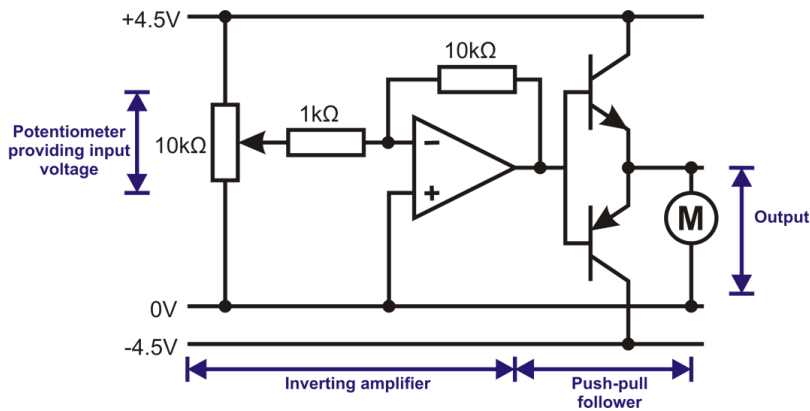 +4.5V
10kΩ
1kΩ
Potentiometer
providing input
voltage
10kΩ
−
+
M
Output
0V
-4.5V
Inverting amplifier
Push-pull
follower